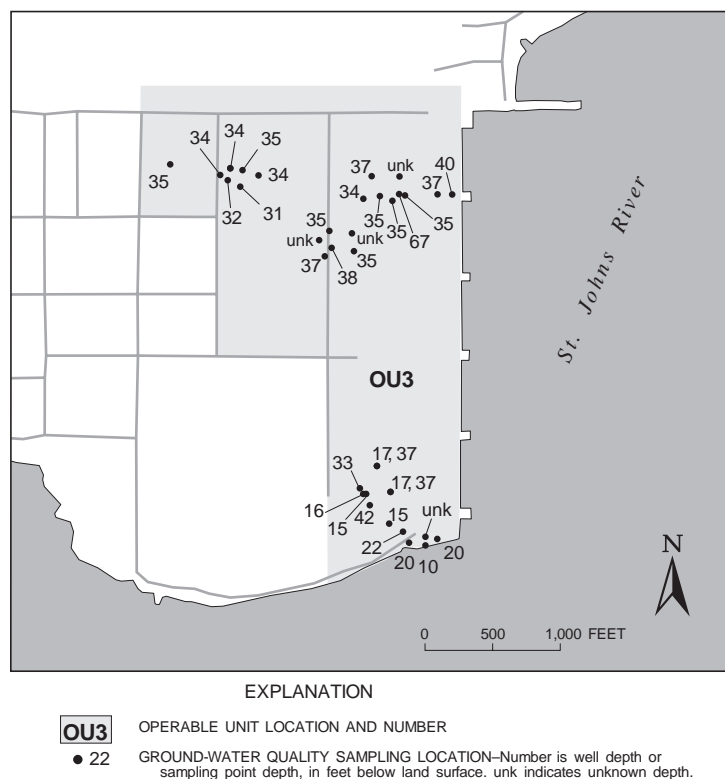 34
34
35
35
34
32
31
37
unk
40
37
34
35
35
67
35
35
unk
unk
37
38
35
St. Johns River
OU3
17, 37
33
17, 37
16
15
42
15
unk
22
20
10
20
N
0 500 1,000 FEET
EXPLANATION
OU3 OPERABLE UNIT LOCATION AND NUMBER
22 GROUND-WATER QUALITY SAMPLING LOCATION–Number is well depth or
sampling point depth, in feet below land surface. unk indicates unknown depth.